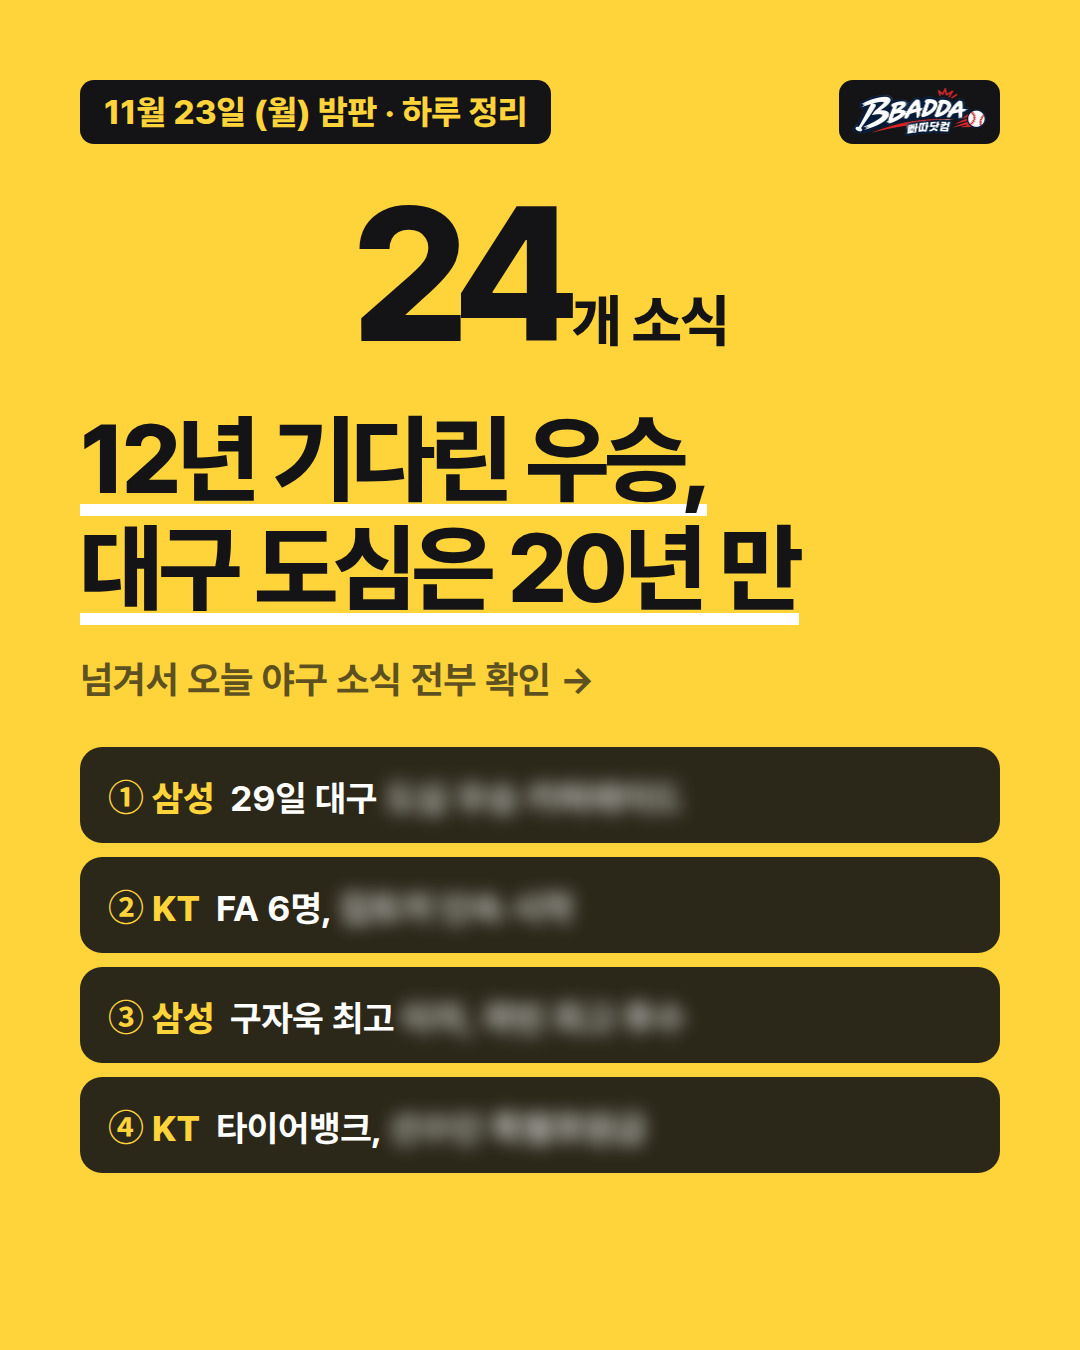 11월 23일 (월) 밤판 · 하루 정리
BBADDA
빠따닷컴
24개 소식
12년 기다린 우승,
대구 도심은 20년 만
넘겨서 오늘 야구 소식 전부 확인 →
① 삼성 29일 대구
② KT FA 6명,
③ 삼성 구자욱 최고
④ KT 타이어뱅크,